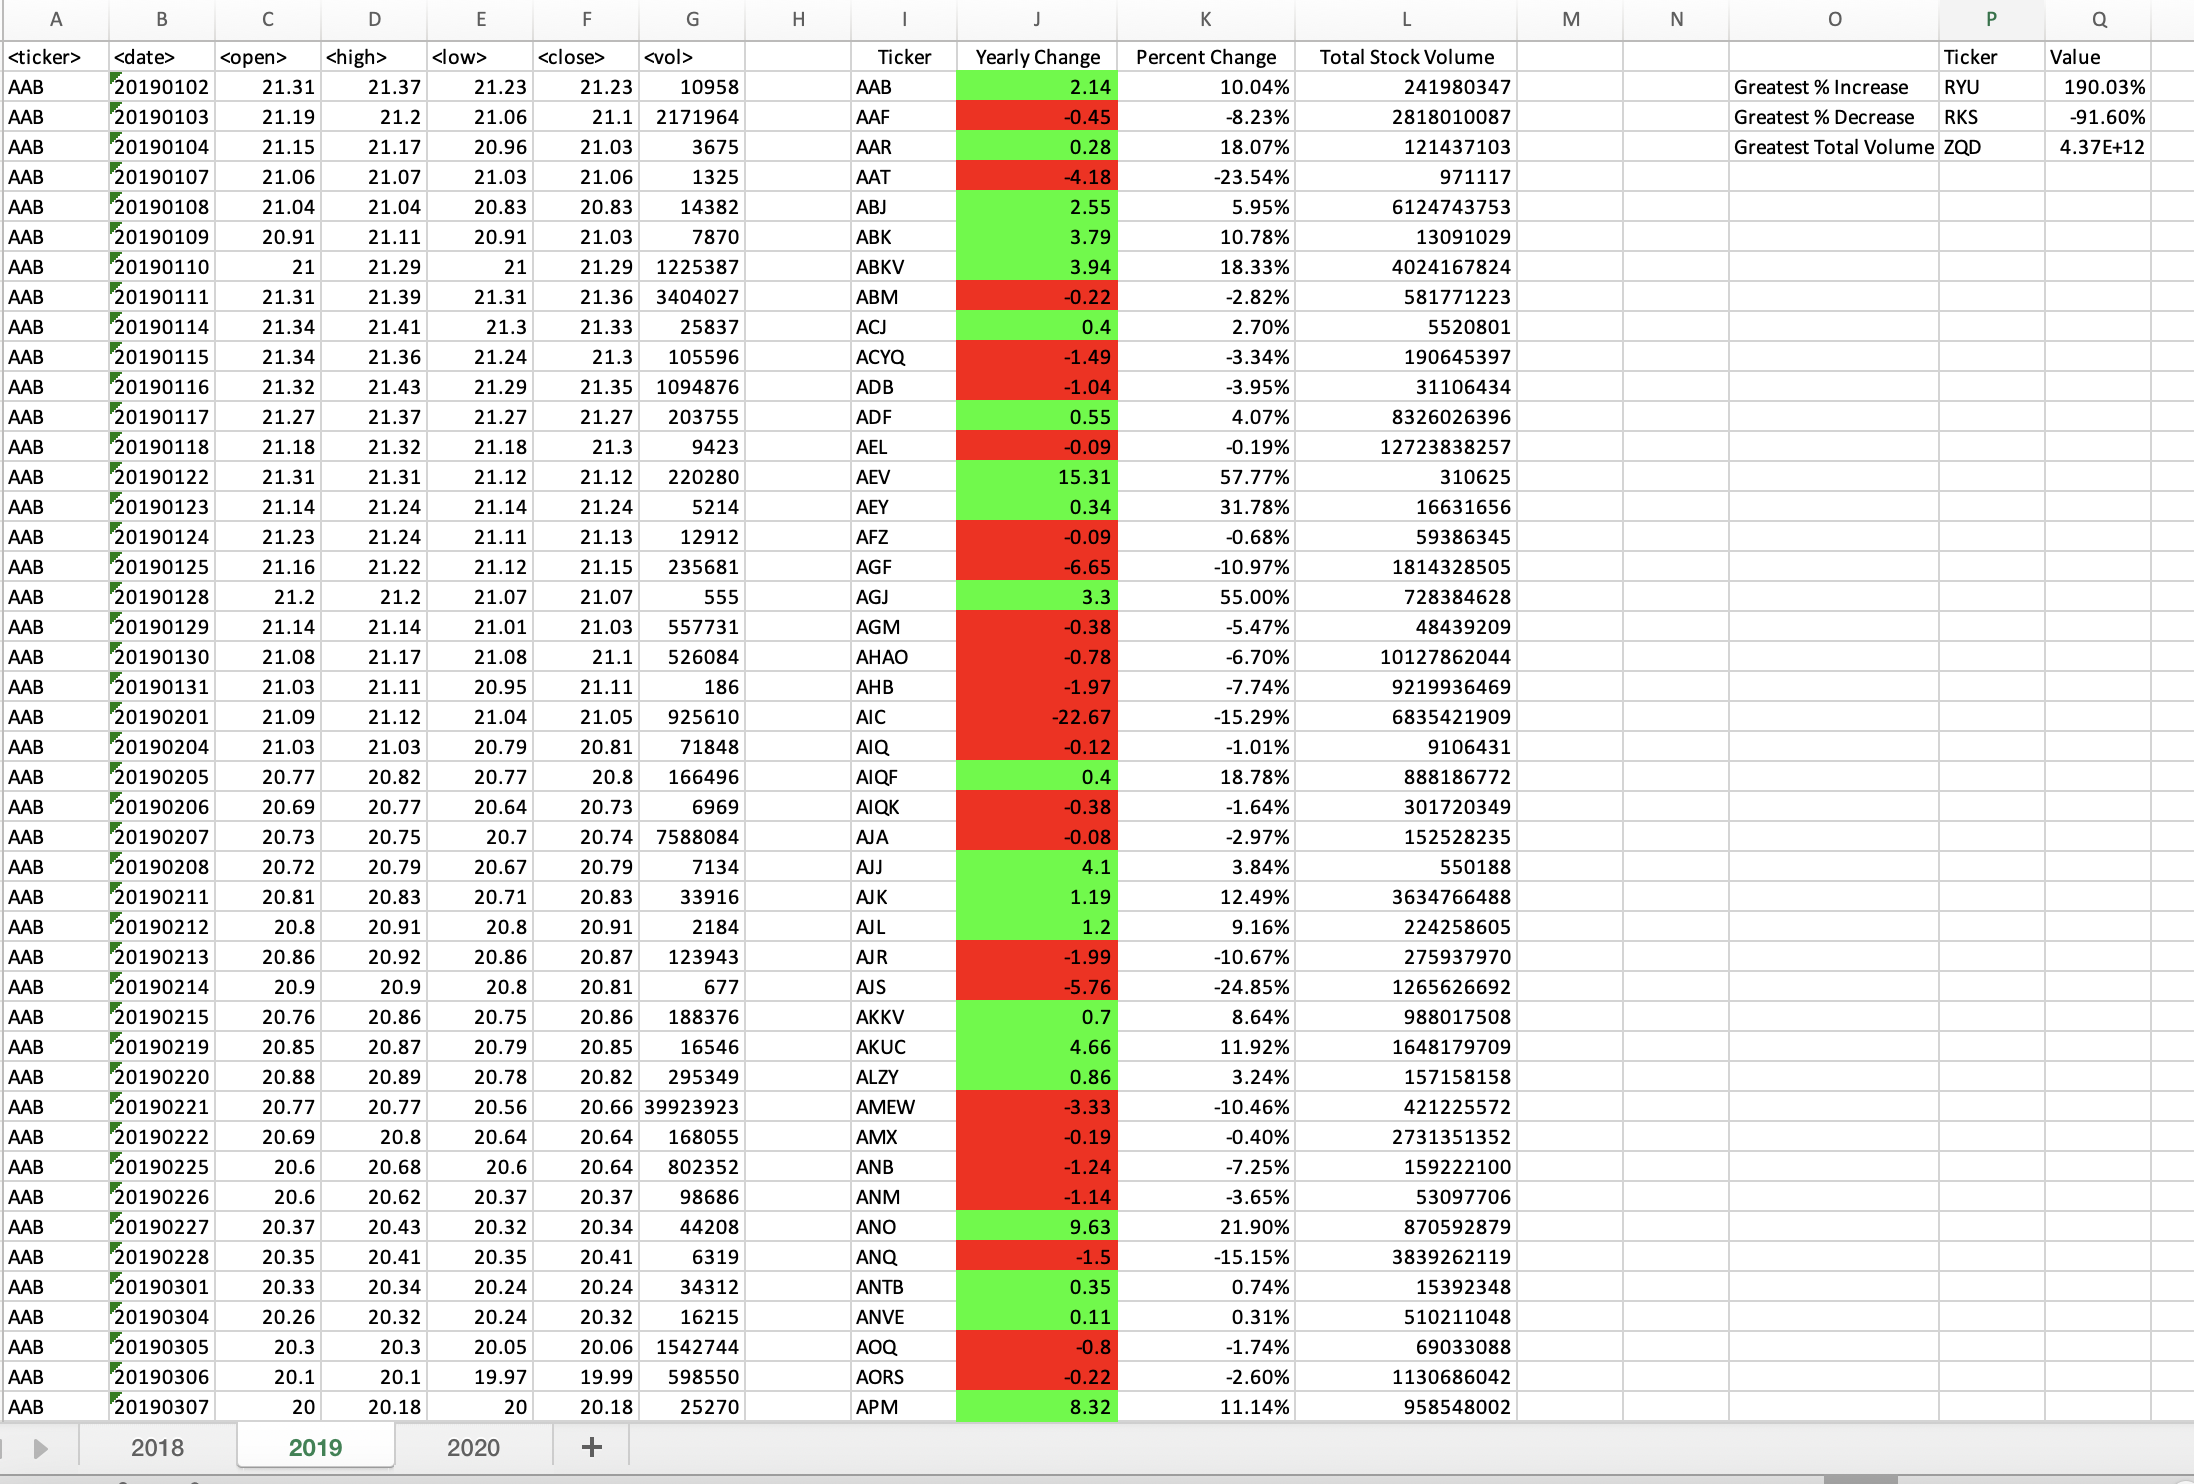 A B C D E F G H I J K L M N O P Q
<ticker> <date> <open> <high> <low> <close> <vol> Ticker Yearly Change Percent Change Total Stock Volume Ticker Value
AAB 20190102 21.31 21.37 21.23 21.23 10958 AAB 2.14 10.04% 241980347 Greatest % Increase RYU 190.03%
AAB 20190103 21.19 21.2 21.06 21.1 2171964 AAF -0.45 -8.23% 2818010087 Greatest % Decrease RKS -91.60%
AAB 20190104 21.15 21.17 20.96 21.03 3675 AAR 0.28 18.07% 121437103 Greatest Total Volume ZQD 4.37E+12
AAB 20190107 21.06 21.07 21.03 21.06 1325 AAT -4.18 -23.54% 971117
AAB 20190108 21.04 21.04 20.83 20.83 14382 ABJ 2.55 5.95% 6124743753
AAB 20190109 20.91 21.11 20.91 21.03 7870 ABK 3.79 10.78% 13091029
AAB 20190110 21 21.29 21 21.29 1225387 ABKV 3.94 18.33% 4024167824
AAB 20190111 21.31 21.39 21.31 21.36 3404027 ABM -0.22 -2.82% 581771223
AAB 20190114 21.34 21.41 21.3 21.33 25837 ACJ 0.4 2.70% 5520801
AAB 20190115 21.34 21.36 21.24 21.3 105596 ACYQ -1.49 -3.34% 190645397
AAB 20190116 21.32 21.43 21.29 21.35 1094876 ADB -1.04 -3.95% 31106434
AAB 20190117 21.27 21.37 21.27 21.27 203755 ADF 0.55 4.07% 8326026396
AAB 20190118 21.18 21.32 21.18 21.3 9423 AEL -0.09 -0.19% 12723838257
AAB 20190122 21.31 21.31 21.12 21.12 220280 AEV 15.31 57.77% 310625
AAB 20190123 21.14 21.24 21.14 21.24 5214 AEY 0.34 31.78% 16631656
AAB 20190124 21.23 21.24 21.11 21.13 12912 AFZ -0.09 -0.68% 59386345
AAB 20190125 21.16 21.22 21.12 21.15 235681 AGF -6.65 -10.97% 1814328505
AAB 20190128 21.2 21.2 21.07 21.07 555 AGJ 3.3 55.00% 728384628
AAB 20190129 21.14 21.14 21.01 21.03 557731 AGM -0.38 -5.47% 48439209
AAB 20190130 21.08 21.17 21.08 21.1 526084 AHAO -0.78 -6.70% 10127862044
AAB 20190131 21.03 21.11 20.95 21.11 186 AHB -1.97 -7.74% 9219936469
AAB 20190201 21.09 21.12 21.04 21.05 925610 AIC -22.67 -15.29% 6835421909
AAB 20190204 21.03 21.03 20.79 20.81 71848 AIQ -0.12 -1.01% 9106431
AAB 20190205 20.77 20.82 20.77 20.8 166496 AIQF 0.4 18.78% 888186772
AAB 20190206 20.69 20.77 20.64 20.73 6969 AIQK -0.38 -1.64% 301720349
AAB 20190207 20.73 20.75 20.7 20.74 7588084 AJA -0.08 -2.97% 152528235
AAB 20190208 20.72 20.79 20.67 20.79 7134 AJJ 4.1 3.84% 550188
AAB 20190211 20.81 20.83 20.71 20.83 33916 AJK 1.19 12.49% 3634766488
AAB 20190212 20.8 20.91 20.8 20.91 2184 AJL 1.2 9.16% 224258605
AAB 20190213 20.86 20.92 20.86 20.87 123943 AJR -1.99 -10.67% 275937970
AAB 20190214 20.9 20.9 20.8 20.81 677 AJS -5.76 -24.85% 1265626692
AAB 20190215 20.76 20.86 20.75 20.86 188376 AKKV 0.7 8.64% 988017508
AAB 20190219 20.85 20.87 20.79 20.85 16546 AKUC 4.66 11.92% 1648179709
AAB 20190220 20.88 20.89 20.78 20.82 295349 ALZY 0.86 3.24% 157158158
AAB 20190221 20.77 20.77 20.56 20.66 39923923 AMEW -3.33 -10.46% 421225572
AAB 20190222 20.69 20.8 20.64 20.64 168055 AMX -0.19 -0.40% 2731351352
AAB 20190225 20.6 20.68 20.6 20.64 802352 ANB -1.24 -7.25% 159222100
AAB 20190226 20.6 20.62 20.37 20.37 98686 ANM -1.14 -3.65% 53097706
AAB 20190227 20.37 20.43 20.32 20.34 44208 ANO 9.63 21.90% 870592879
AAB 20190228 20.35 20.41 20.35 20.41 6319 ANQ -1.5 -15.15% 3839262119
AAB 20190301 20.33 20.34 20.24 20.24 34312 ANTB 0.35 0.74% 15392348
AAB 20190304 20.26 20.32 20.24 20.32 16215 ANVE 0.11 0.31% 510211048
AAB 20190305 20.3 20.3 20.05 20.06 1542744 AOQ -0.8 -1.74% 69033088
AAB 20190306 20.1 20.1 19.97 19.99 598550 AORS -0.22 -2.60% 1130686042
AAB 20190307 20 20.18 20 20.18 25270 APM 8.32 11.14% 958548002
2018 2019 2020 +